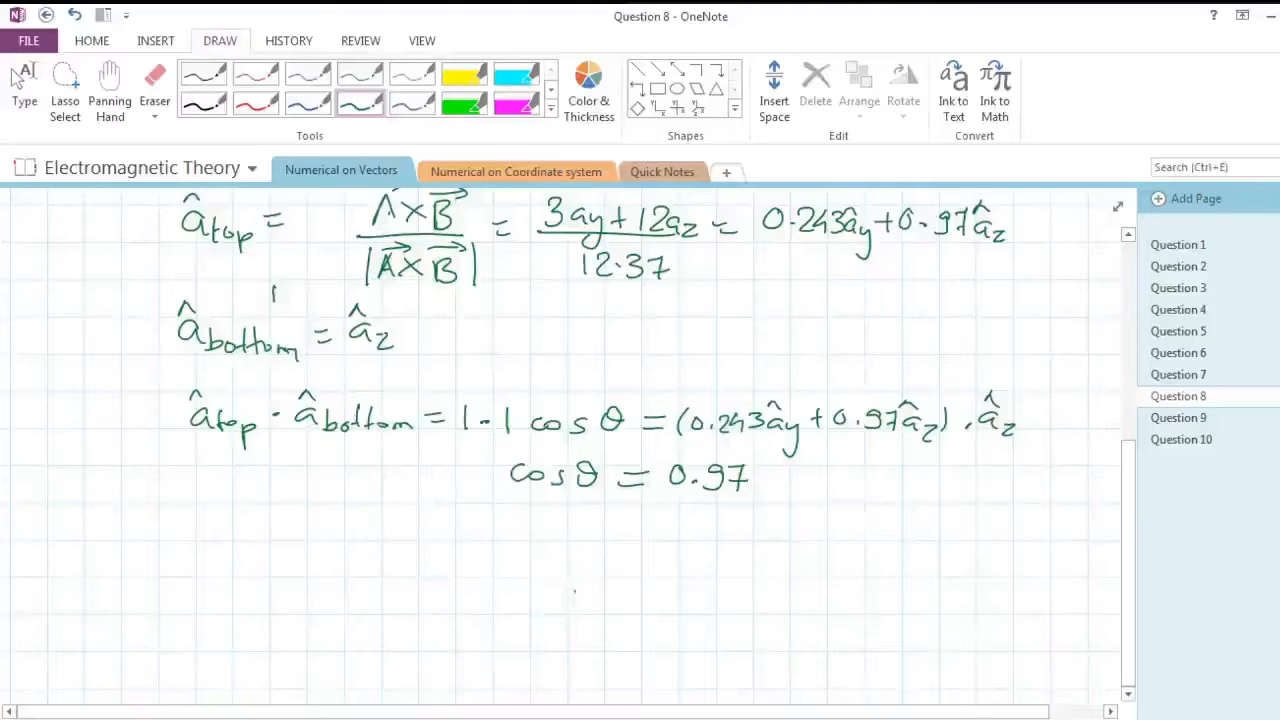 Question 8 - OneNote
FILE HOME INSERT DRAW HISTORY REVIEW VIEW
Type
Lasso Select
Panning Hand
Eraser
Color & Thickness
Insert Space
Delete
Arrange
Rotate
Ink to Text
Ink to Math
Tools
Shapes
Edit
Convert
Electromagnetic Theory
Numerical on Vectors
Numerical on Coordinate system
Quick Notes
Search (Ctrl+E)
Add Page
Question 1
Question 2
Question 3
Question 4
Question 5
Question 6
Question 7
Question 8
Question 9
Question 10
â_top = (A⃗ × B⃗) / |A⃗ × B⃗| = (3ay + 12az) / 12.37 = 0.243ây + 0.97âz
â_bottom = âz
â_top · â_bottom = 1·1 cos θ = (0.243ây + 0.97âz) · âz
cos θ = 0.97